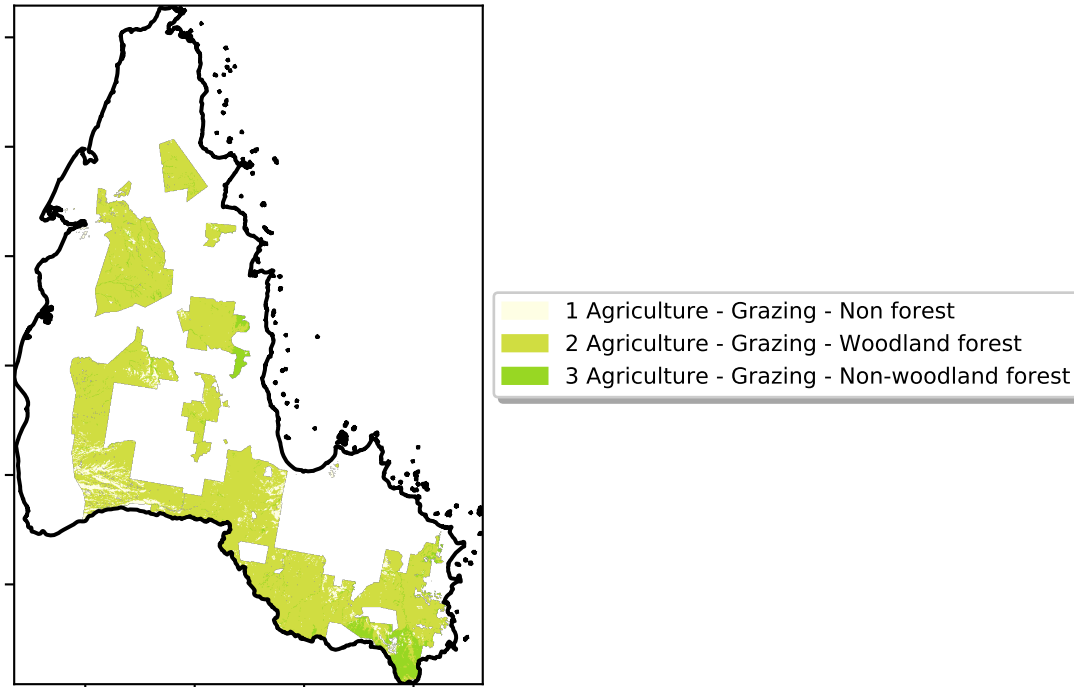 1 Agriculture - Grazing - Non forest
2 Agriculture - Grazing - Woodland forest
3 Agriculture - Grazing - Non-woodland forest